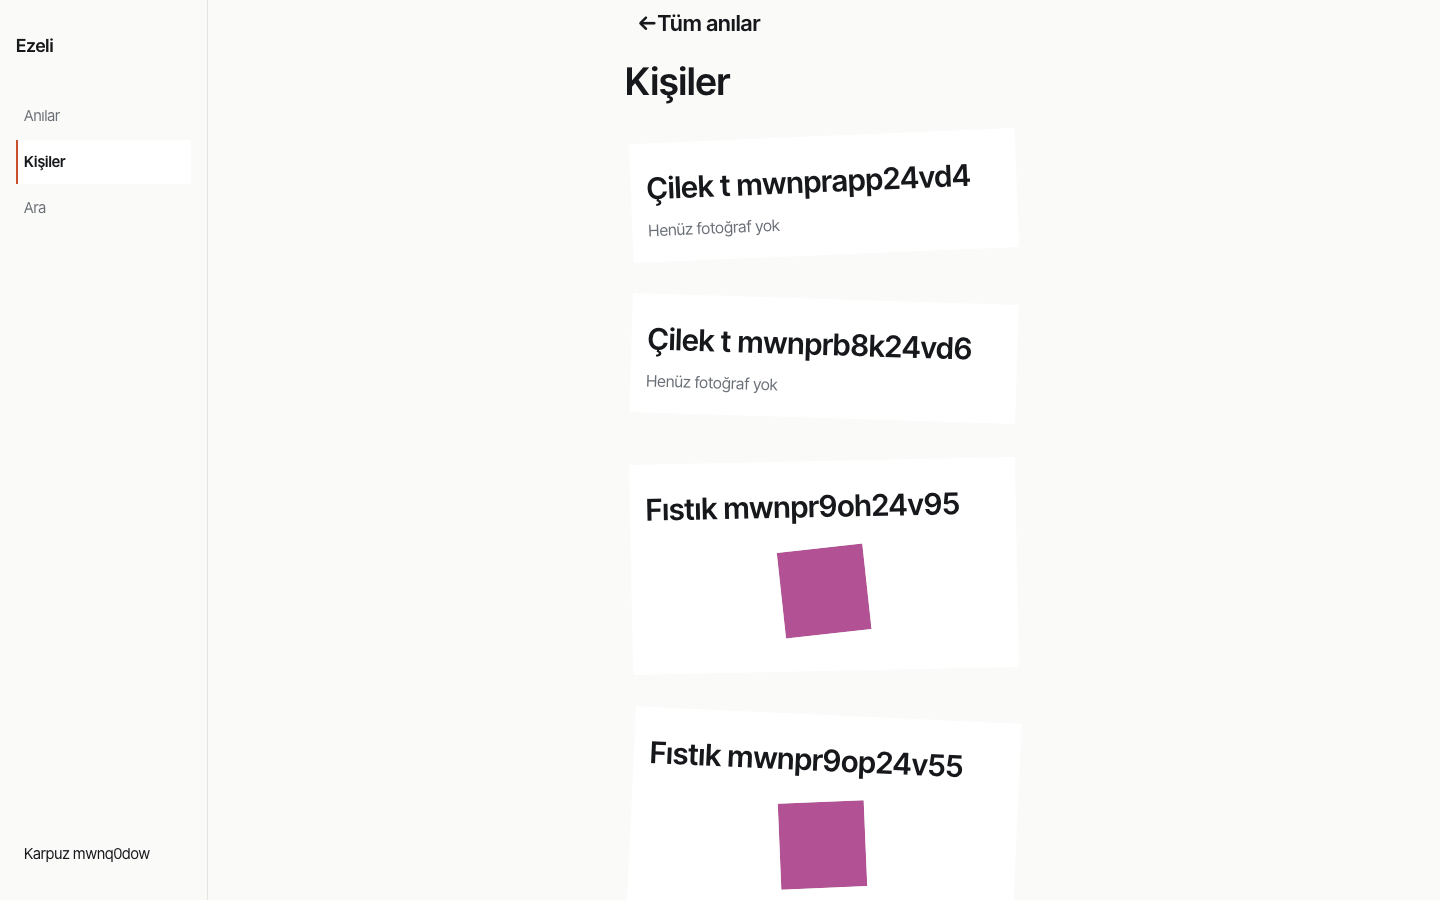 Ezeli
Anılar
Kişiler
Ara
Karpuz mwnq0dow
←Tüm anılar
Kişiler
Çilek t mwnprapp24vd4
Henüz fotoğraf yok
Çilek t mwnprb8k24vd6
Henüz fotoğraf yok
Fıstık mwnpr9oh24v95
Fıstık mwnpr9op24v55